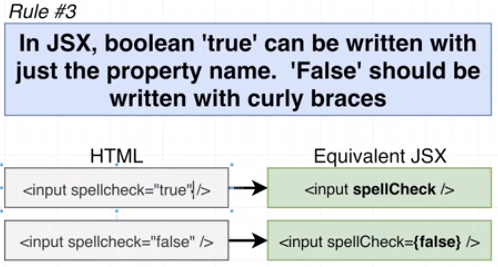 Rule #3
In JSX, boolean 'true' can be written with
just the property name.  'False' should be
written with curly braces
HTML
Equivalent JSX
<input spellcheck="true" />
<input spellCheck />
<input spellcheck="false" />
<input spellCheck={false} />